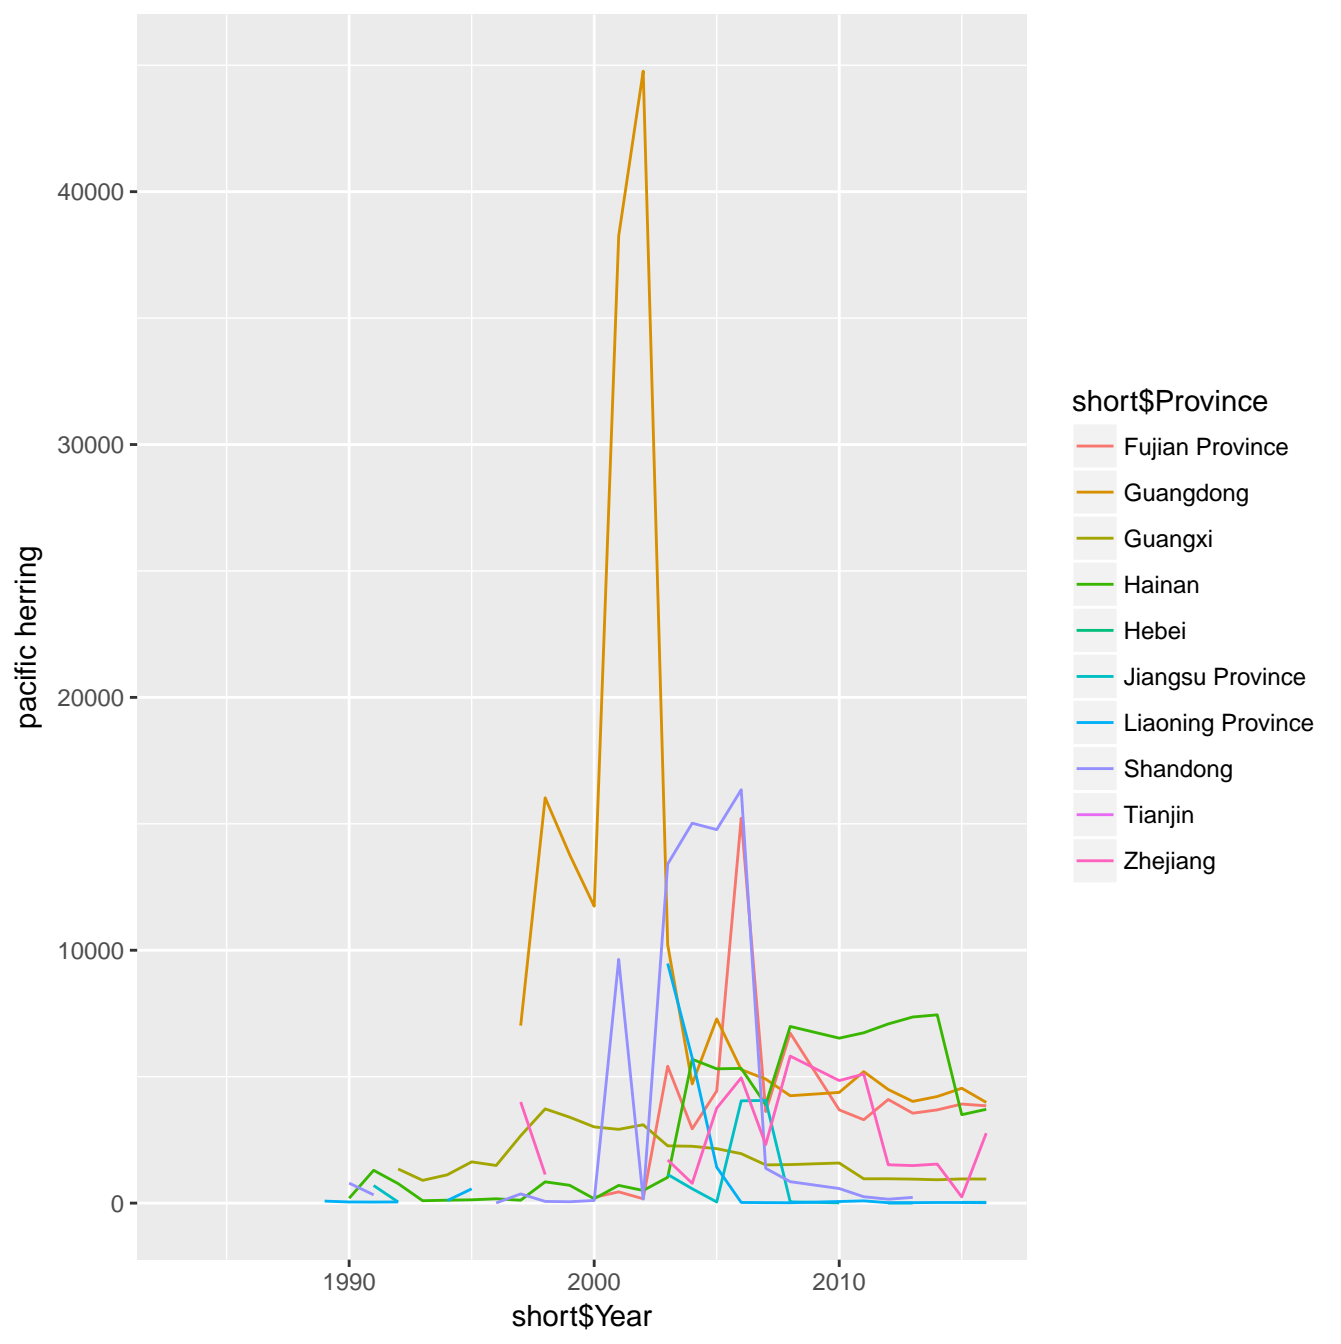 40000
30000
20000
10000
0
pacific herring
1990
2000
2010
short$Year
short$Province
Fujian Province
Guangdong
Guangxi
Hainan
Hebei
Jiangsu Province
Liaoning Province
Shandong
Tianjin
Zhejiang